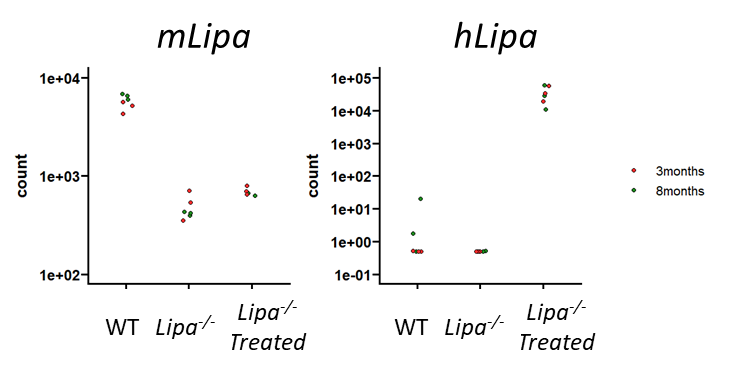 mLipa
count
1e+04
1e+03
1e+02
WT
Lipa-/-
Lipa-/-
Treated
hLipa
count
1e+05
1e+04
1e+03
1e+02
1e+01
1e+00
1e-01
WT
Lipa-/-
Lipa-/-
Treated
3months
8months